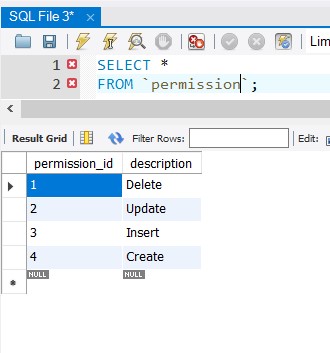 SQL File 3*
Lim
1 SELECT *
2 FROM `permission`;
Result Grid Filter Rows: Edit:
permission_id description
1 Delete
2 Update
3 Insert
4 Create
NULL NULL